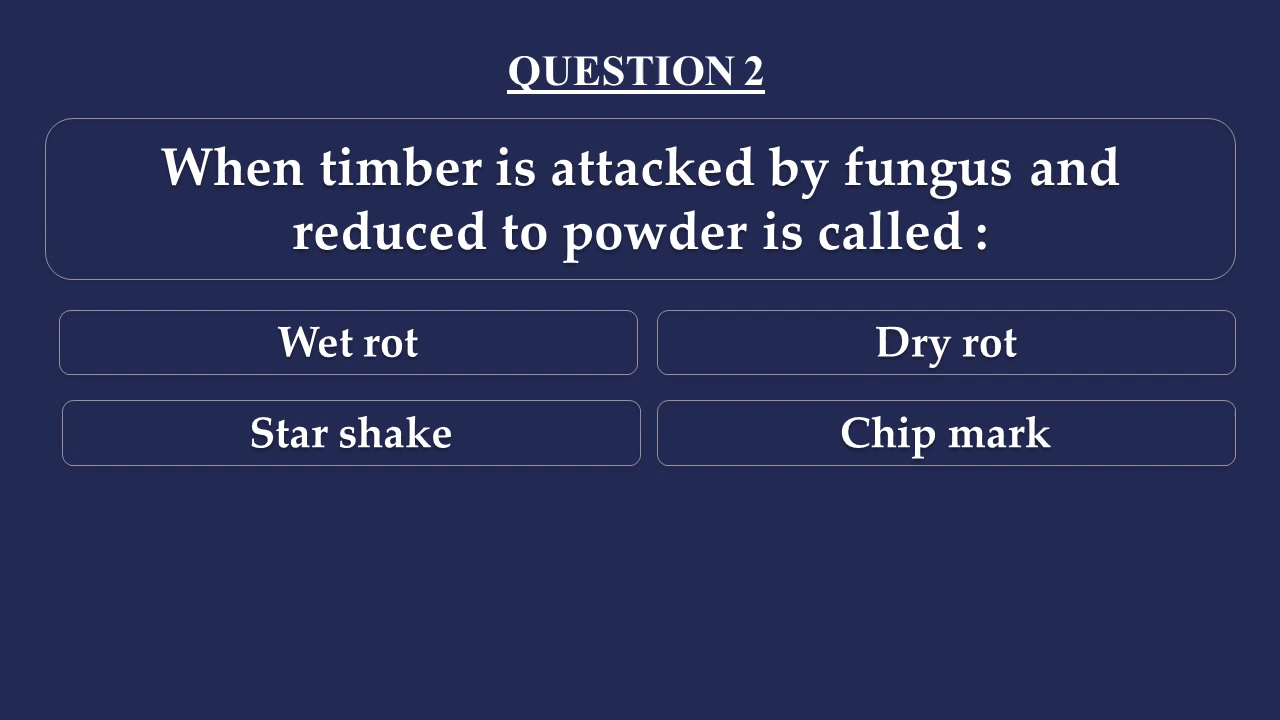 QUESTION 2
When timber is attacked by fungus and
reduced to powder is called :
Wet rot
Dry rot
Star shake
Chip mark